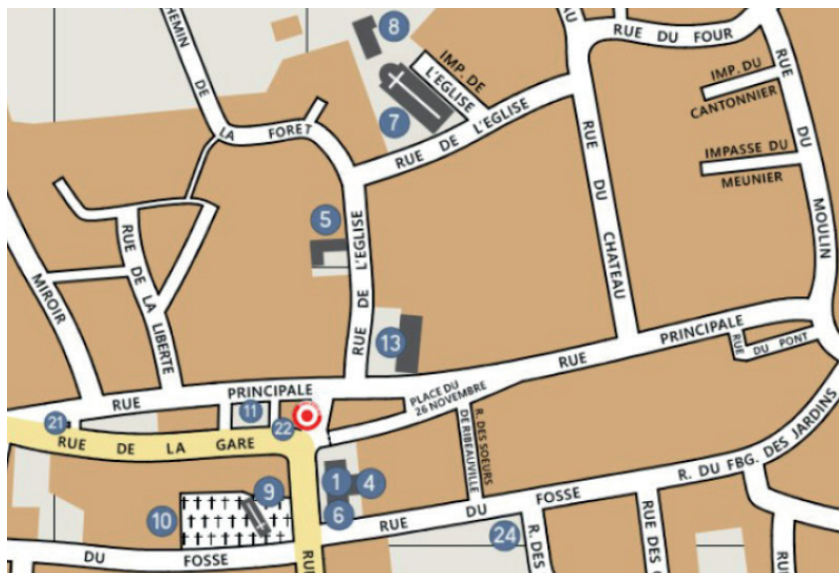 CHEMIN
DE
LA FORET
8
IMP. DE
L'EGLISE
7
RUE DE L'EGLISE
RUE DU FOUR
IMP. DU
CANTONNIER
IMPASSE DU
MEUNIER
RUE
DU
MOULIN
RUE
DU
CHATEAU
5
RUE DE L'EGLISE
MIROIR
RUE
DE
LA
LIBERTE
13
RUE PRINCIPALE
RUE
DU PONT
RUE PRINCIPALE
PLACE DU
26 NOVEMBRE
11
22
21
RUE DE LA GARE
R. DES SOEURS
DE RIBEAUVILLE
1
4
6
9
10
RUE DU FOSSE
R. DU FBG. DES JARDINS
24
DU FOSSE
RUE
R. DES
RUE DES